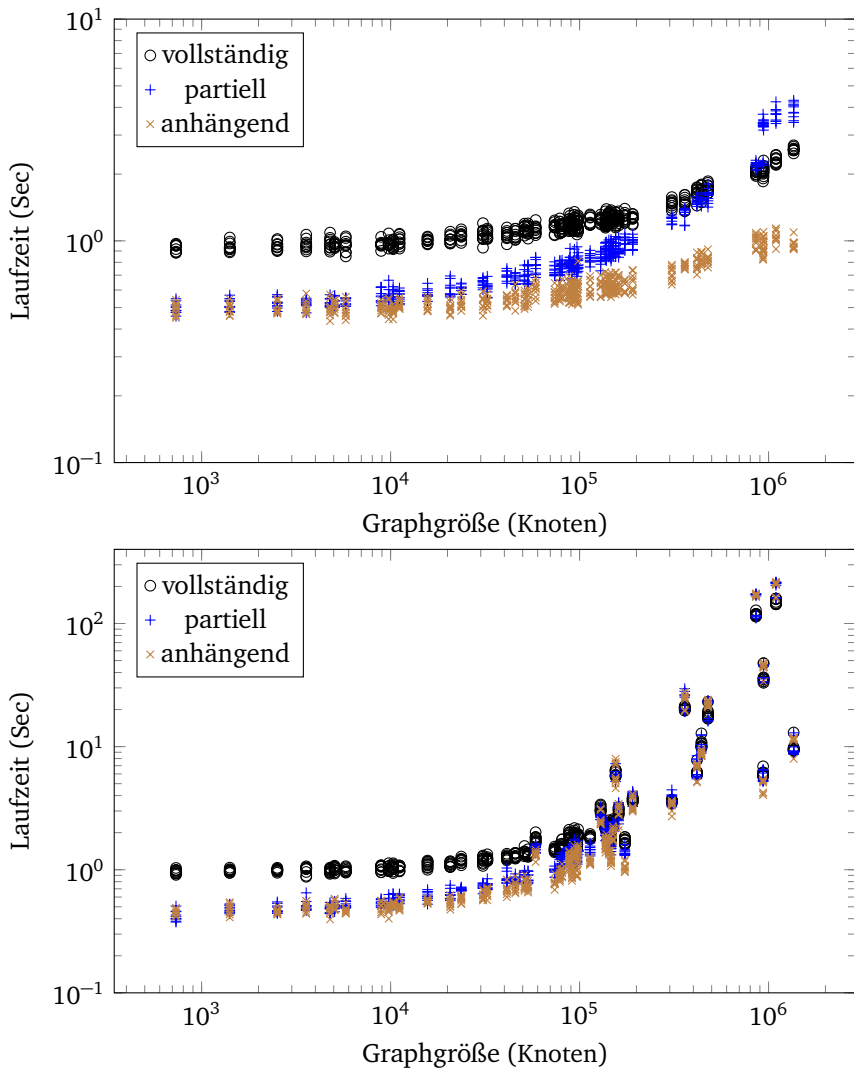 10^1
10^0
10^-1
Laufzeit (Sec)
vollständig
partiell
anhängend
10^3 10^4 10^5 10^6
Graphgröße (Knoten)
10^2
10^1
10^0
10^-1
Laufzeit (Sec)
vollständig
partiell
anhängend
10^3 10^4 10^5 10^6
Graphgröße (Knoten)